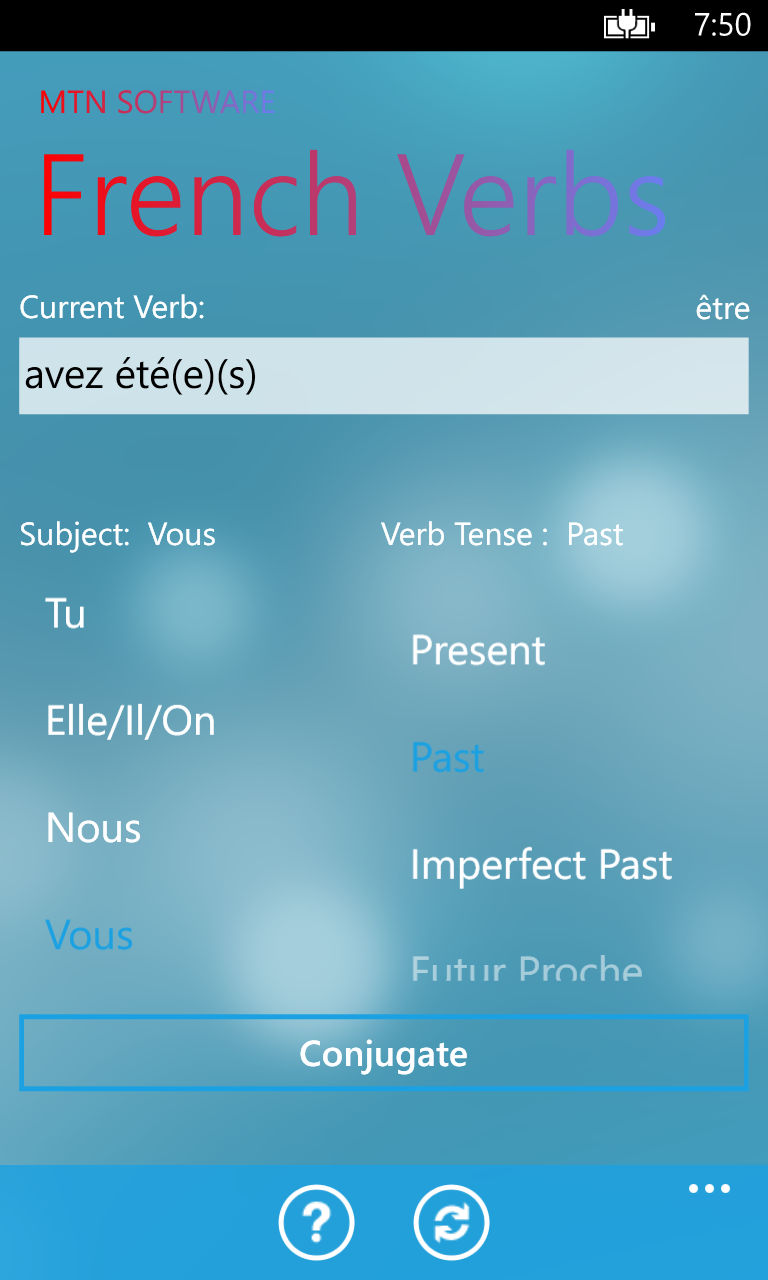 7:50
MTN SOFTWARE
French Verbs
Current Verb: être
avez été(e)(s)
Subject: Vous Verb Tense : Past
Tu
Present
Elle/Il/On
Past
Nous
Imperfect Past
Vous
Futur Proche
Conjugate